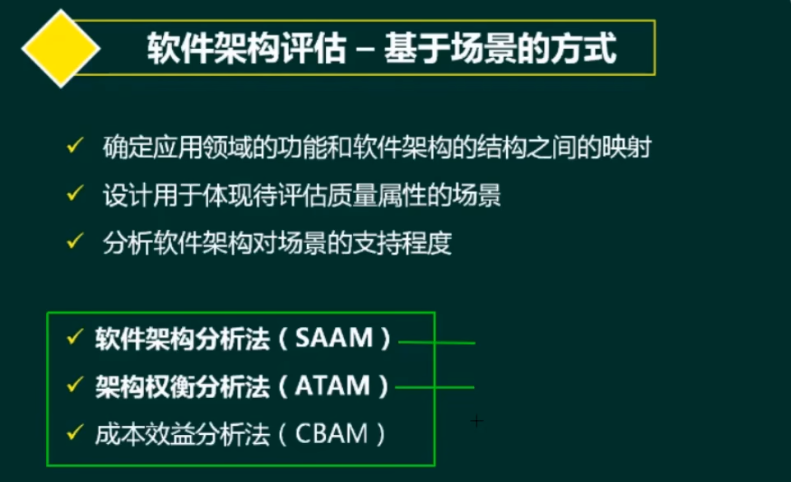 软件架构评估 – 基于场景的方式
确定应用领域的功能和软件架构的结构之间的映射
设计用于体现待评估质量属性的场景
分析软件架构对场景的支持程度
软件架构分析法（SAAM）
架构权衡分析法（ATAM）
成本效益分析法（CBAM）